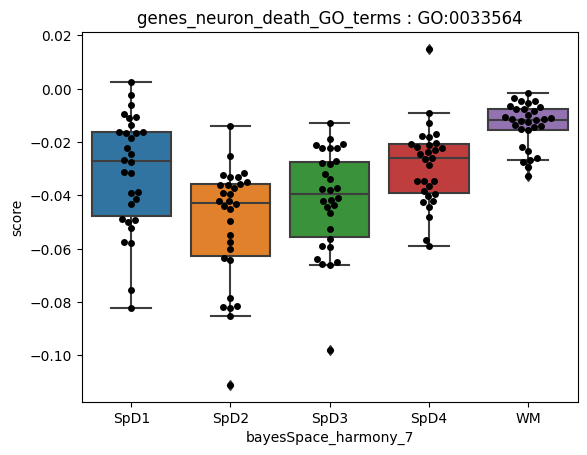 genes_neuron_death_GO_terms : GO:0033564
0.02
0.00
−0.02
−0.04
−0.06
−0.08
−0.10
score
SpD1 SpD2 SpD3 SpD4 WM
bayesSpace_harmony_7